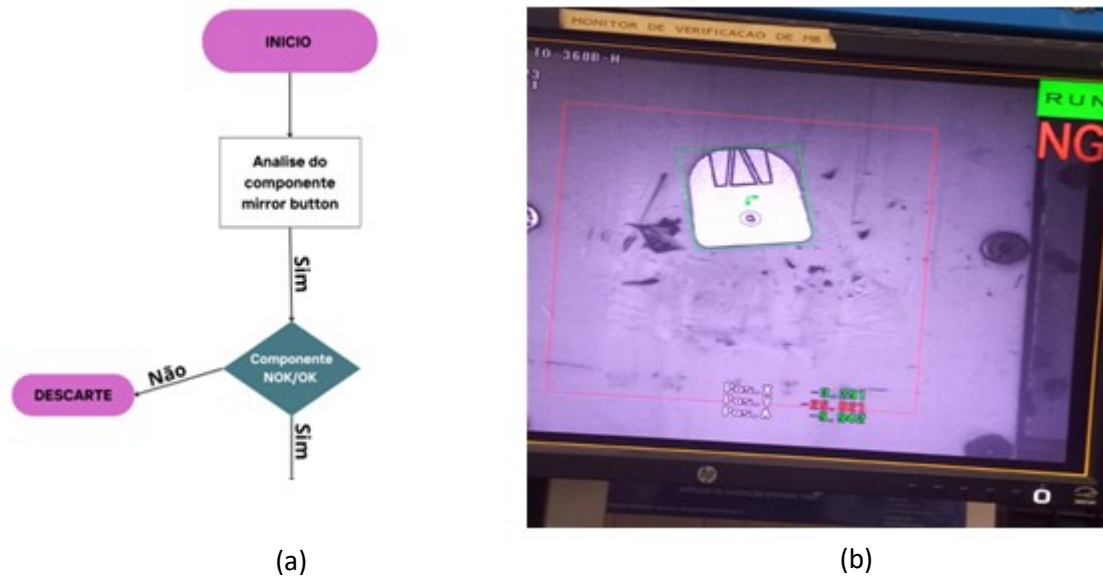 INICIO
Analise do
componente
mirror button
Sim
Componente
NOK/OK
Não
DESCARTE
Sim
(a)
MONITOR DE VERIFICACAO DE MB
RUN
NG
Pos.X
Pos.Y
Pos.A
hp
(b)